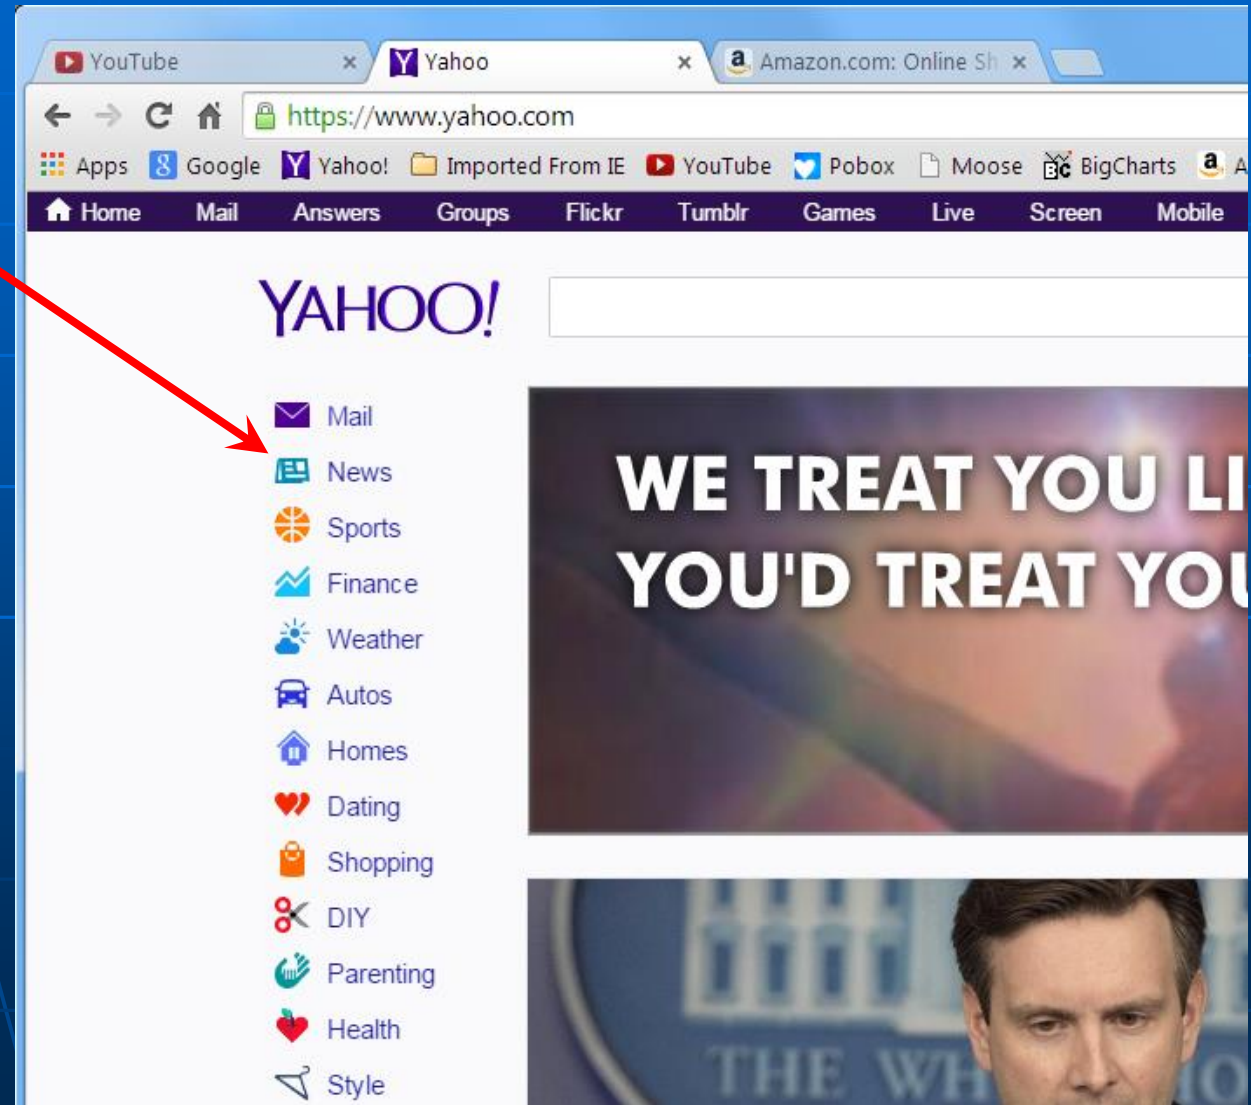 YouTube Yahoo Amazon.com: Online Sh
https://www.yahoo.com
Apps Google Yahoo! Imported From IE YouTube Pobox Moose BigCharts A
Home Mail Answers Groups Flickr Tumblr Games Live Screen Mobile
YAHOO!
Mail
News
Sports
Finance
Weather
Autos
Homes
Dating
Shopping
DIY
Parenting
Health
Style
WE TREAT YOU LI
YOU'D TREAT YOU
THE WH O